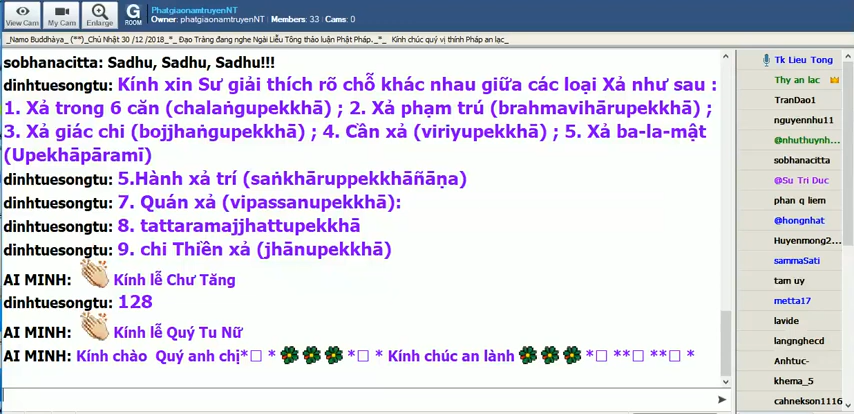 View Cam
My Cam
Enlarge
G
ROOM
PhatgiaonamtruyenNT
Owner: phatgiaonamtruyenNT | Members: 33 | Cams: 0
_Namo Buddhàya_ (**)_Chủ Nhật 30 /12 /2018_*_ Đạo Tràng đang nghe Ngài Liễu Tông thảo luận Phật Pháp._*_ Kính chúc quý vị thính Pháp an lạc_
sobhanacitta: Sadhu, Sadhu, Sadhu!!!
dinhtuesongtu: Kính xin Sư giải thích rõ chỗ khác nhau giữa các loại Xả như sau :
1. Xả trong 6 căn (chalaṅgupekkhā) ; 2. Xả phạm trú (brahmavihārupekkhā) ;
3. Xả giác chi (bojjhaṅgupekkhā) ; 4. Cần xả (viriyupekkhā) ; 5. Xả ba-la-mật
(Upekhāpāramī)
dinhtuesongtu: 5.Hành xả trí (saṅkhāruppekkhāñāṇa)
dinhtuesongtu: 7. Quán xả (vipassanupekkhā):
dinhtuesongtu: 8. tattaramajjhattupekkhā
dinhtuesongtu: 9. chi Thiền xả (jhānupekkhā)
AI MINH: Kính lễ Chư Tăng
dinhtuesongtu: 128
AI MINH: Kính lễ Quý Tu Nữ
AI MINH: Kính chào Quý anh chị*□ * *□ * Kính chúc an lành *□ **□ **□ *
Tk Lieu Tong
Thy an lac
TranDao1
nguyennhu11
@nhuthuynh...
sobhanacitta
@Su Tri Duc
phan q liem
@hongnhat
Huyenmong2...
sammaSati
tam uy
metta17
lavide
langnghecd
Anhtuc-
khema_5
cahnekson1116